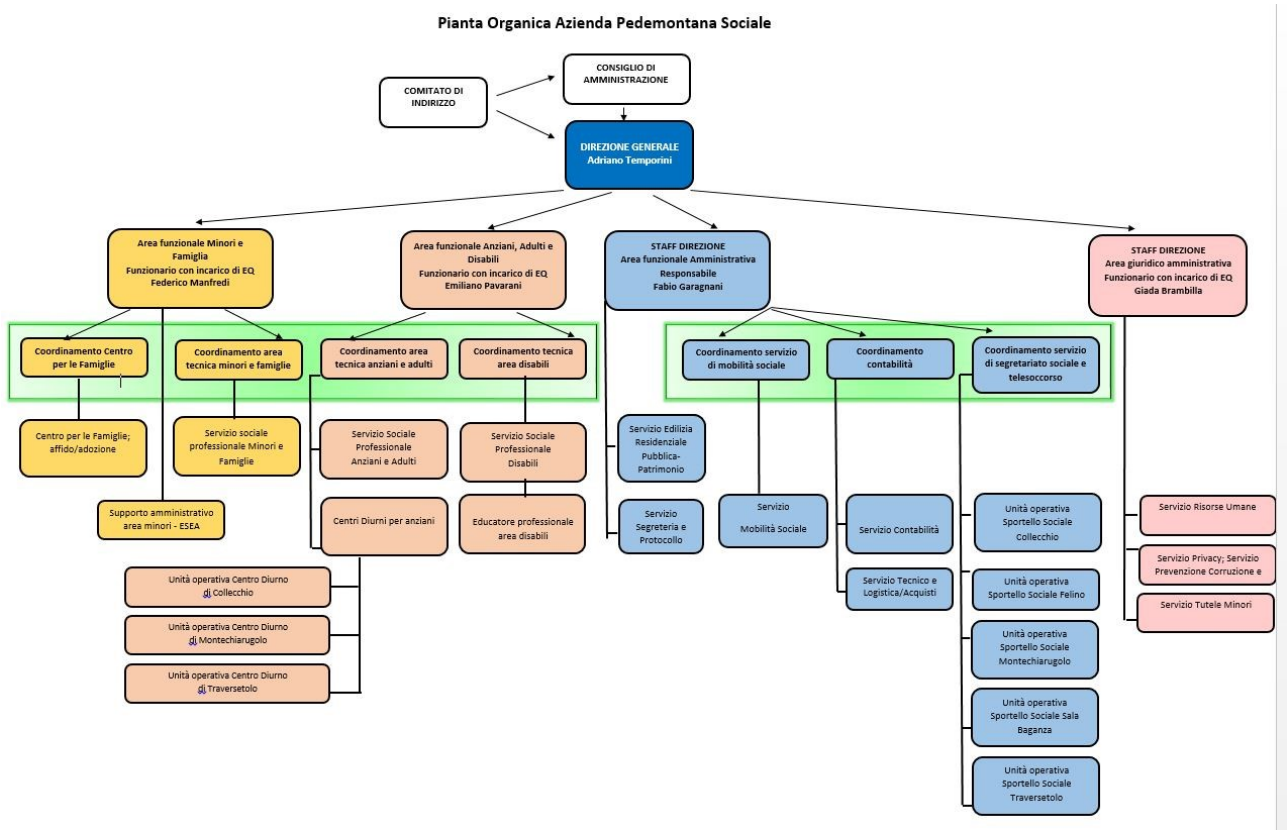 Pianta Organica Azienda Pedemontana Sociale
CONSIGLIO DI
AMMINISTRAZIONE
COMITATO DI
INDIRIZZO
DIREZIONE GENERALE
Adriano Temporini
Area funzionale Minori e
Famiglia
Funzionario con incarico di EQ
Federico Manfredi
Area funzionale Anziani, Adulti e
Disabili
Funzionario con incarico di EQ
Emiliano Pavarani
STAFF DIREZIONE
Area funzionale Amministrativa
Responsabile
Fabio Garagnani
STAFF DIREZIONE
Area giuridico amministrativa
Funzionario con incarico di EQ
Giada Brambilla
Coordinamento Centro
per le Famiglie
Coordinamento area
tecnica minori e famiglie
Coordinamento area
tecnica anziani e adulti
Coordinamento tecnica
area disabili
Coordinamento servizio
di mobilità sociale
Coordinamento
contabilità
Coordinamento servizio
di segretariato sociale e
telesoccorso
Centro per le Famiglie;
affido/adozione
Servizio sociale
professionale Minori e
Famiglie
Servizio Sociale
Professionale
Anziani e Adulti
Servizio Sociale
Professionale
Disabili
Servizio Edilizia
Residenziale
Pubblica-
Patrimonio
Supporto amministrativo
area minori - ESEA
Centri Diurni per anziani
Educatore professionale
area disabili
Servizio
Segreteria e
Protocollo
Servizio
Mobilità Sociale
Servizio Contabilità
Unità operativa
Sportello Sociale
Collecchio
Servizio Risorse Umane
Servizio Privacy; Servizio
Prevenzione Corruzione e
Unità operativa Centro Diurno
di Collecchio
Servizio Tecnico e
Logistica/Acquisti
Unità operativa
Sportello Sociale Felino
Servizio Tutele Minori
Unità operativa Centro Diurno
di Montechiarugolo
Unità operativa
Sportello Sociale
Montechiarugolo
Unità operativa Centro Diurno
di Traversetolo
Unità operativa
Sportello Sociale Sala
Baganza
Unità operativa
Sportello Sociale
Traversetolo